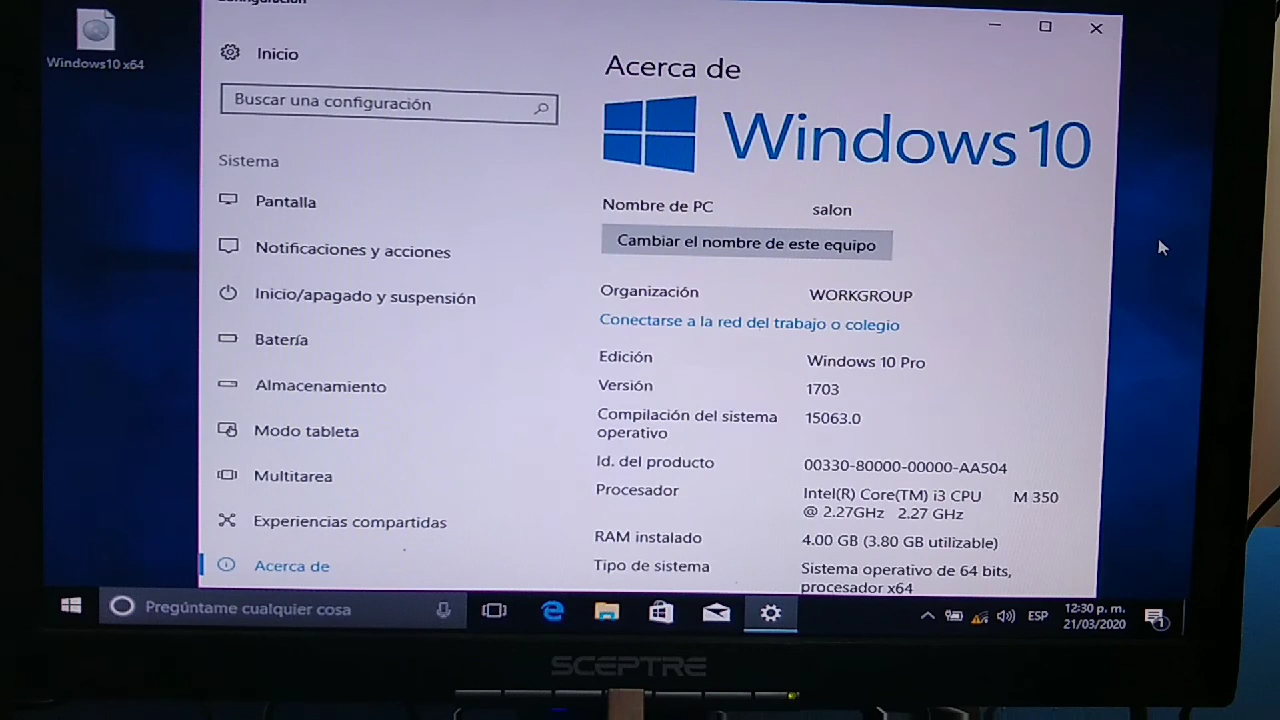 Windows10 x64
Configuración
Inicio
Buscar una configuración
Sistema
Pantalla
Notificaciones y acciones
Inicio/apagado y suspensión
Batería
Almacenamiento
Modo tableta
Multitarea
Experiencias compartidas
Acerca de
Acerca de
Windows 10
Nombre de PC salon
Cambiar el nombre de este equipo
Organización WORKGROUP
Conectarse a la red del trabajo o colegio
Edición Windows 10 Pro
Versión 1703
Compilación del sistema operativo 15063.0
Id. del producto 00330-80000-00000-AA504
Procesador Intel(R) Core(TM) i3 CPU M 350
@ 2.27GHz 2.27 GHz
RAM instalado 4.00 GB (3.80 GB utilizable)
Tipo de sistema Sistema operativo de 64 bits,
procesador x64
Pregúntame cualquier cosa
ESP
12:30 p. m.
21/03/2020
1
SCEPTRE